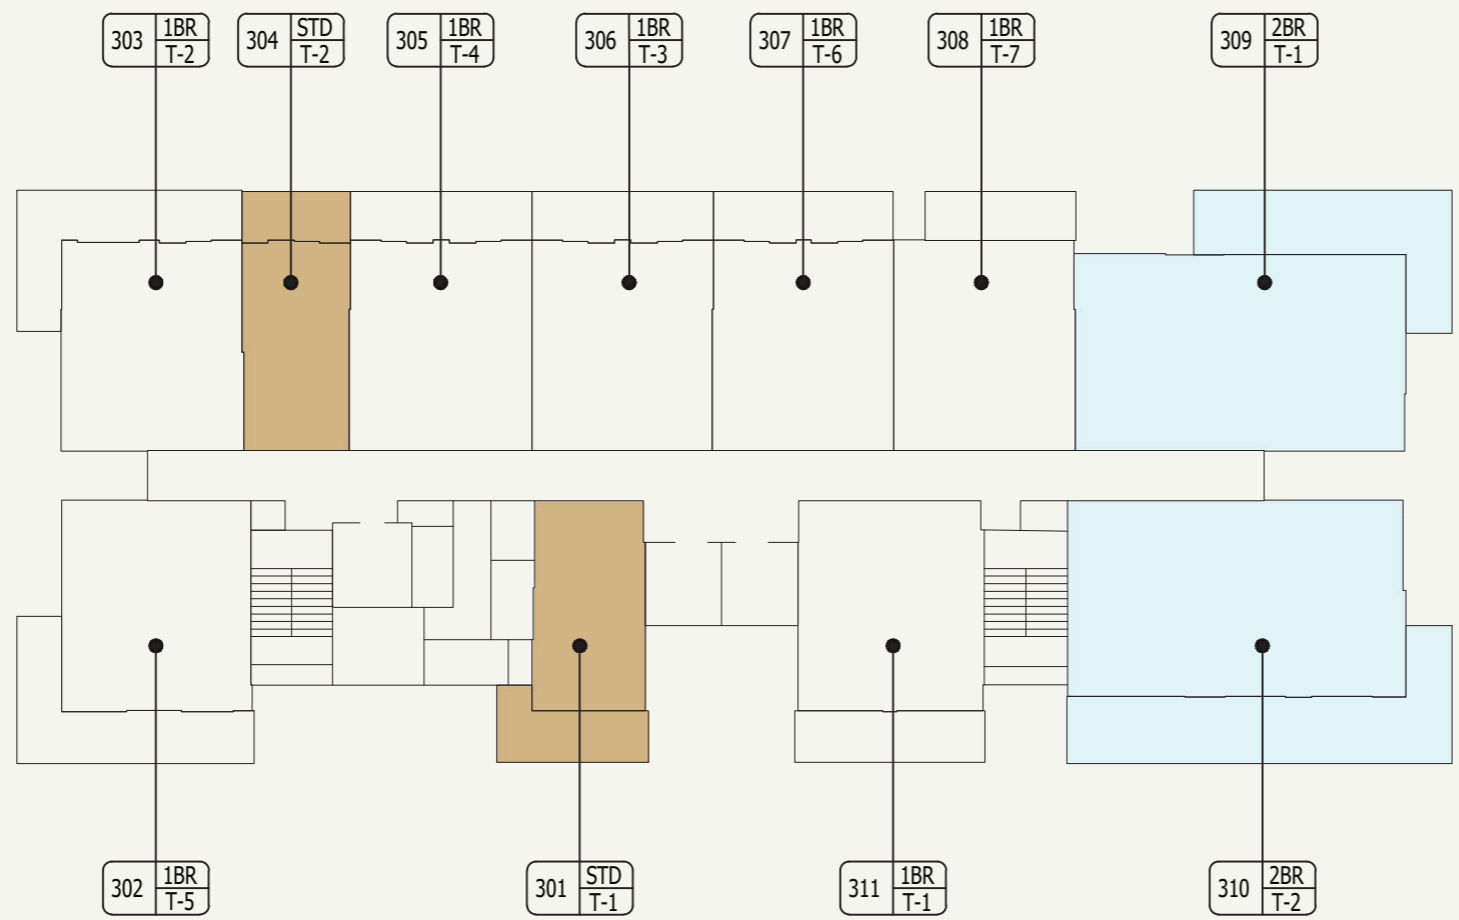 303 1BR T-2
304 STD T-2
305 1BR T-4
306 1BR T-3
307 1BR T-6
308 1BR T-7
309 2BR T-1
302 1BR T-5
301 STD T-1
311 1BR T-1
310 2BR T-2